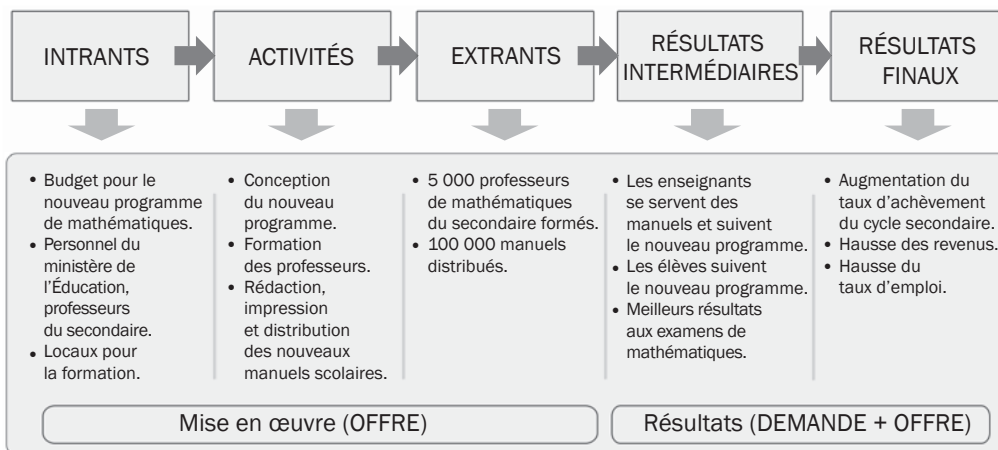 INTRANTS
ACTIVITÉS
EXTRANTS
RÉSULTATS
INTERMÉDIAIRES
RÉSULTATS
FINAUX
• Budget pour le
nouveau programme
de mathématiques.
• Personnel du
ministère de
l’Éducation,
professeurs
du secondaire.
• Locaux pour
la formation.
• Conception
du nouveau
programme.
• Formation
des professeurs.
• Rédaction,
impression
et distribution
des nouveaux
manuels scolaires.
• 5 000 professeurs
de mathématiques
du secondaire formés.
• 100 000 manuels
distribués.
• Les enseignants
se servent des
manuels et suivent
le nouveau programme.
• Les élèves suivent
le nouveau programme.
• Meilleurs résultats
aux examens de
mathématiques.
• Augmentation du
taux d’achèvement
du cycle secondaire.
• Hausse des revenus.
• Hausse du
taux d’emploi.
Mise en œuvre (OFFRE)
Résultats (DEMANDE + OFFRE)